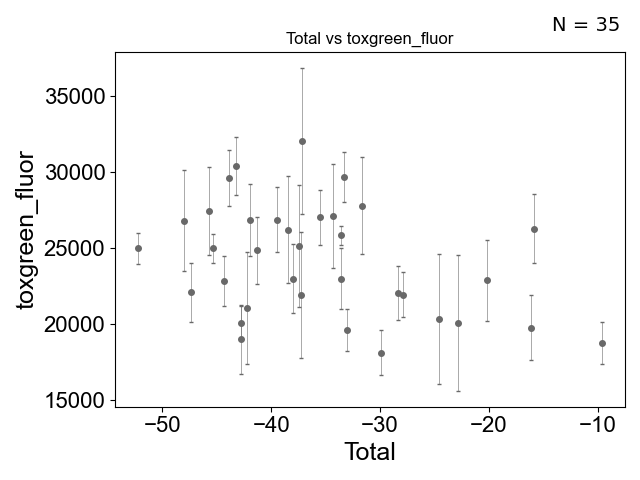 N = 35
Total vs toxgreen_fluor
toxgreen_fluor
35000
30000
25000
20000
15000
−50 −40 −30 −20 −10
Total